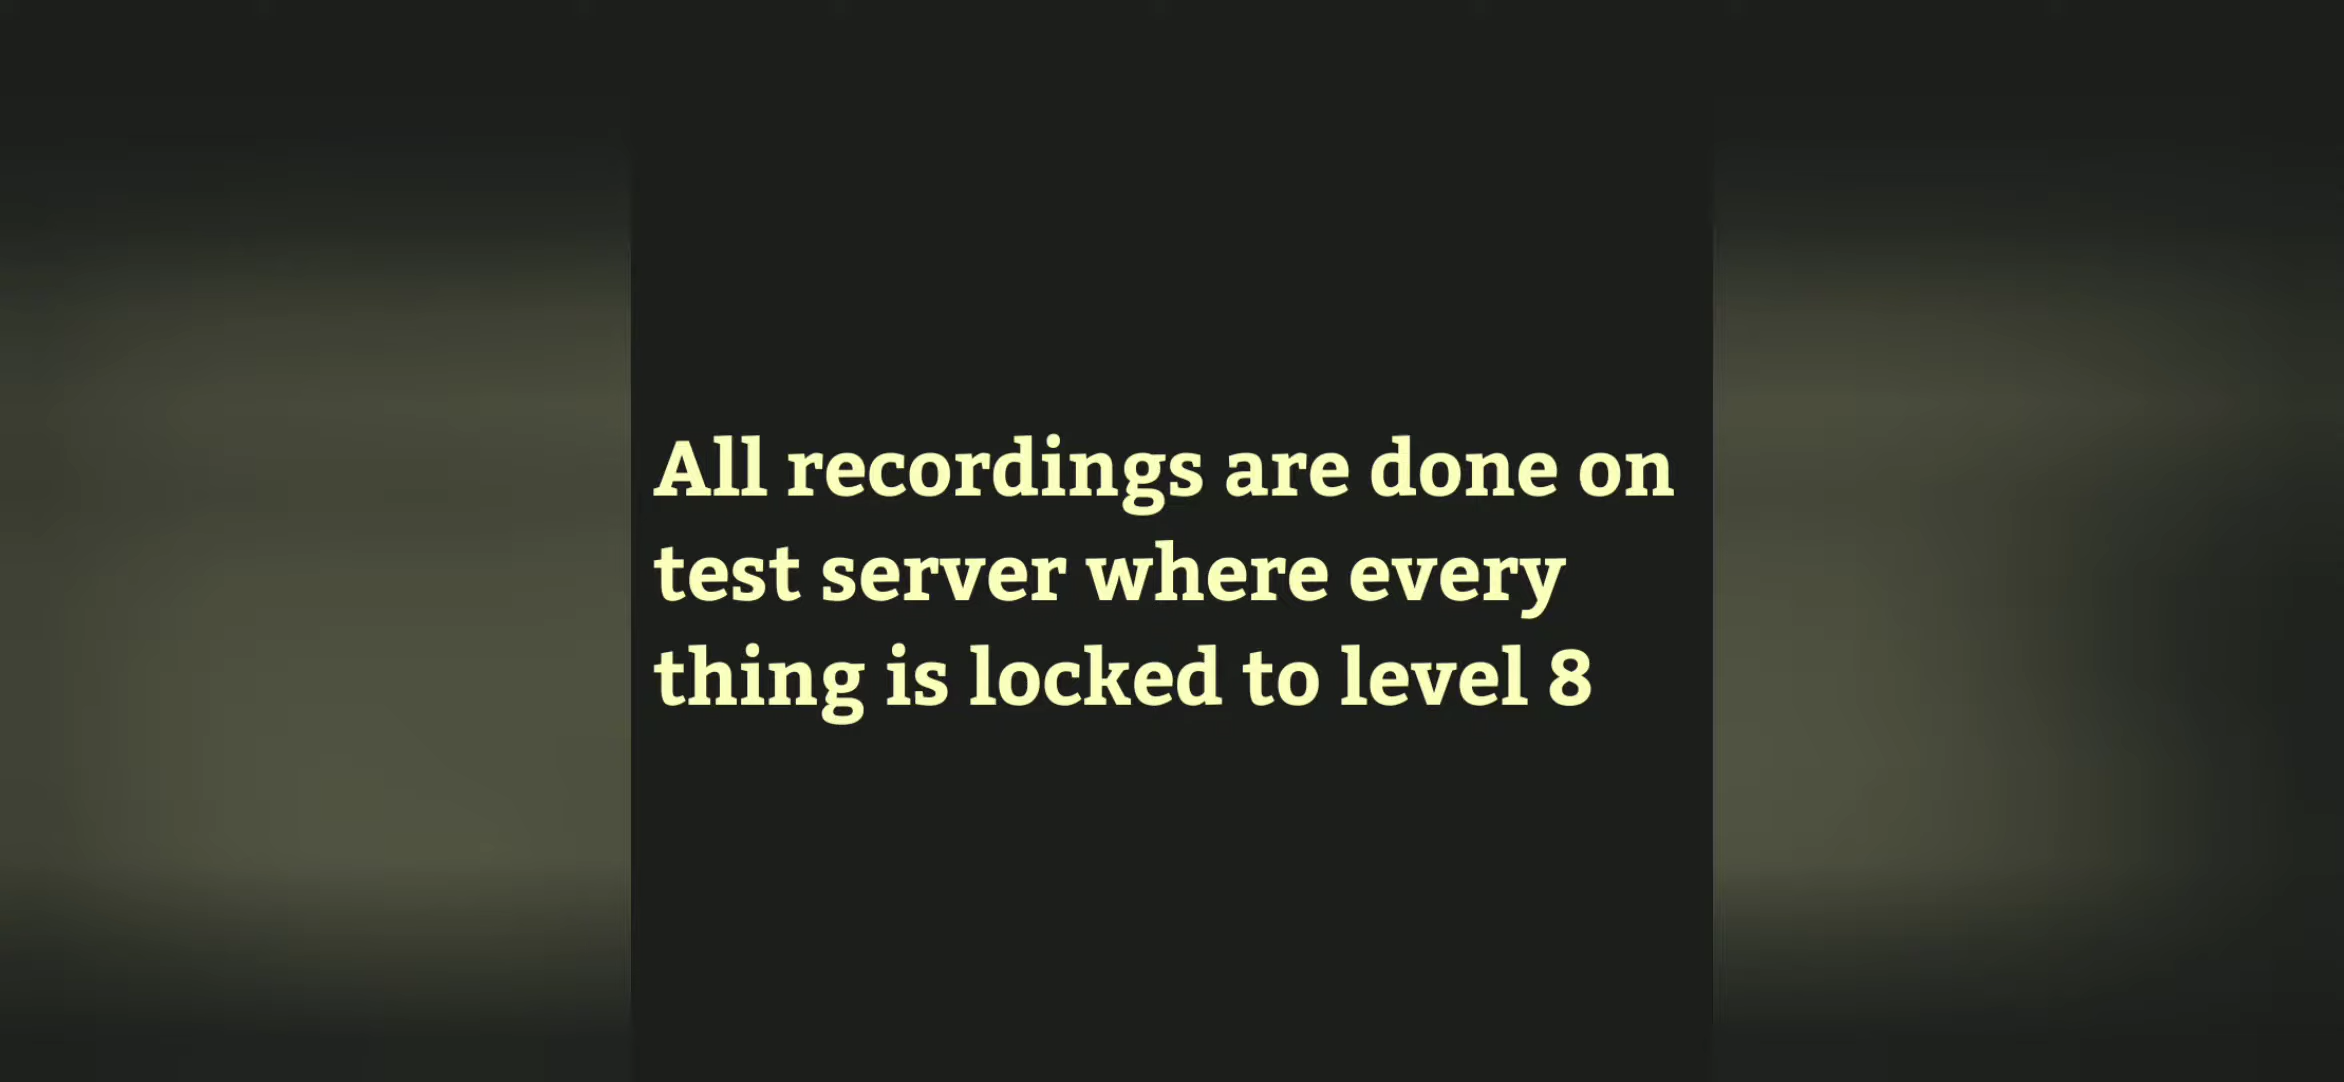 All recordings are done on
test server where every
thing is locked to level 8